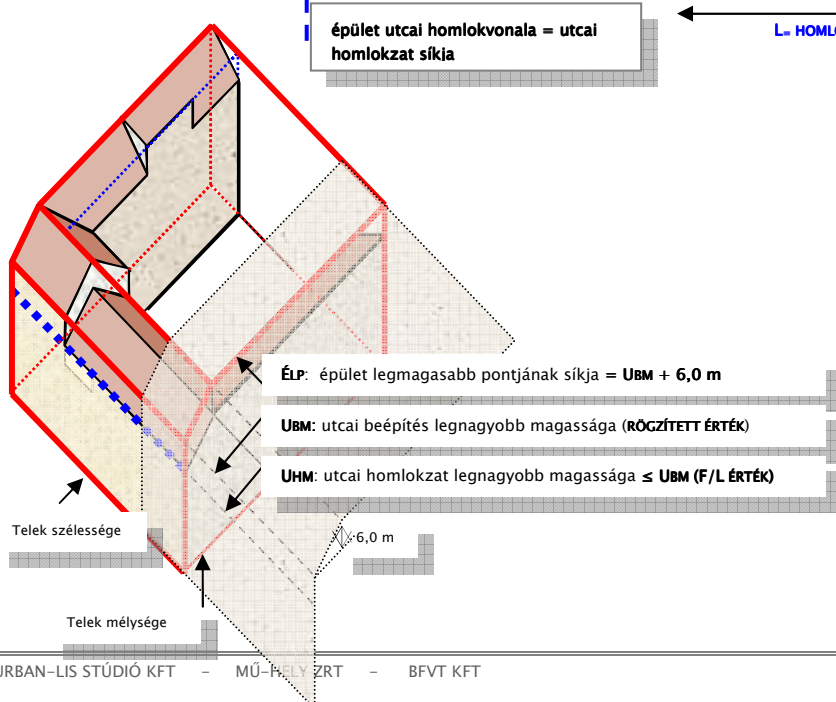 épület utcai homlokvonala = utcai
homlokzat síkja
L= HOMLO
ÉLP: épület legmagasabb pontjának síkja = UBM + 6,0 m
UBM: utcai beépítés legnagyobb magassága (RÖGZÍTETT ÉRTÉK)
UHM: utcai homlokzat legnagyobb magassága ≤ UBM (F/L ÉRTÉK)
Telek szélessége
6,0 m
Telek mélysége
URBAN-LIS STÚDIÓ KFT - MŰ-HELY ZRT - BFVT KFT